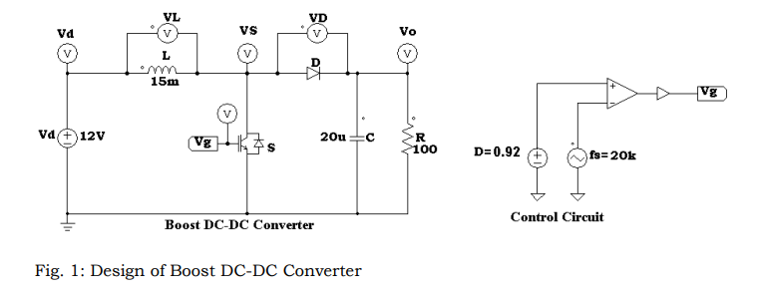 Vd
VL
V
L
15m
VS
V
VD
V
D
Vo
V
V
Vd
12V
Vg
S
20u
C
R
100
Boost DC-DC Converter
D=0.92
fs=20k
Vg
Control Circuit
V
Fig. 1: Design of Boost DC-DC Converter